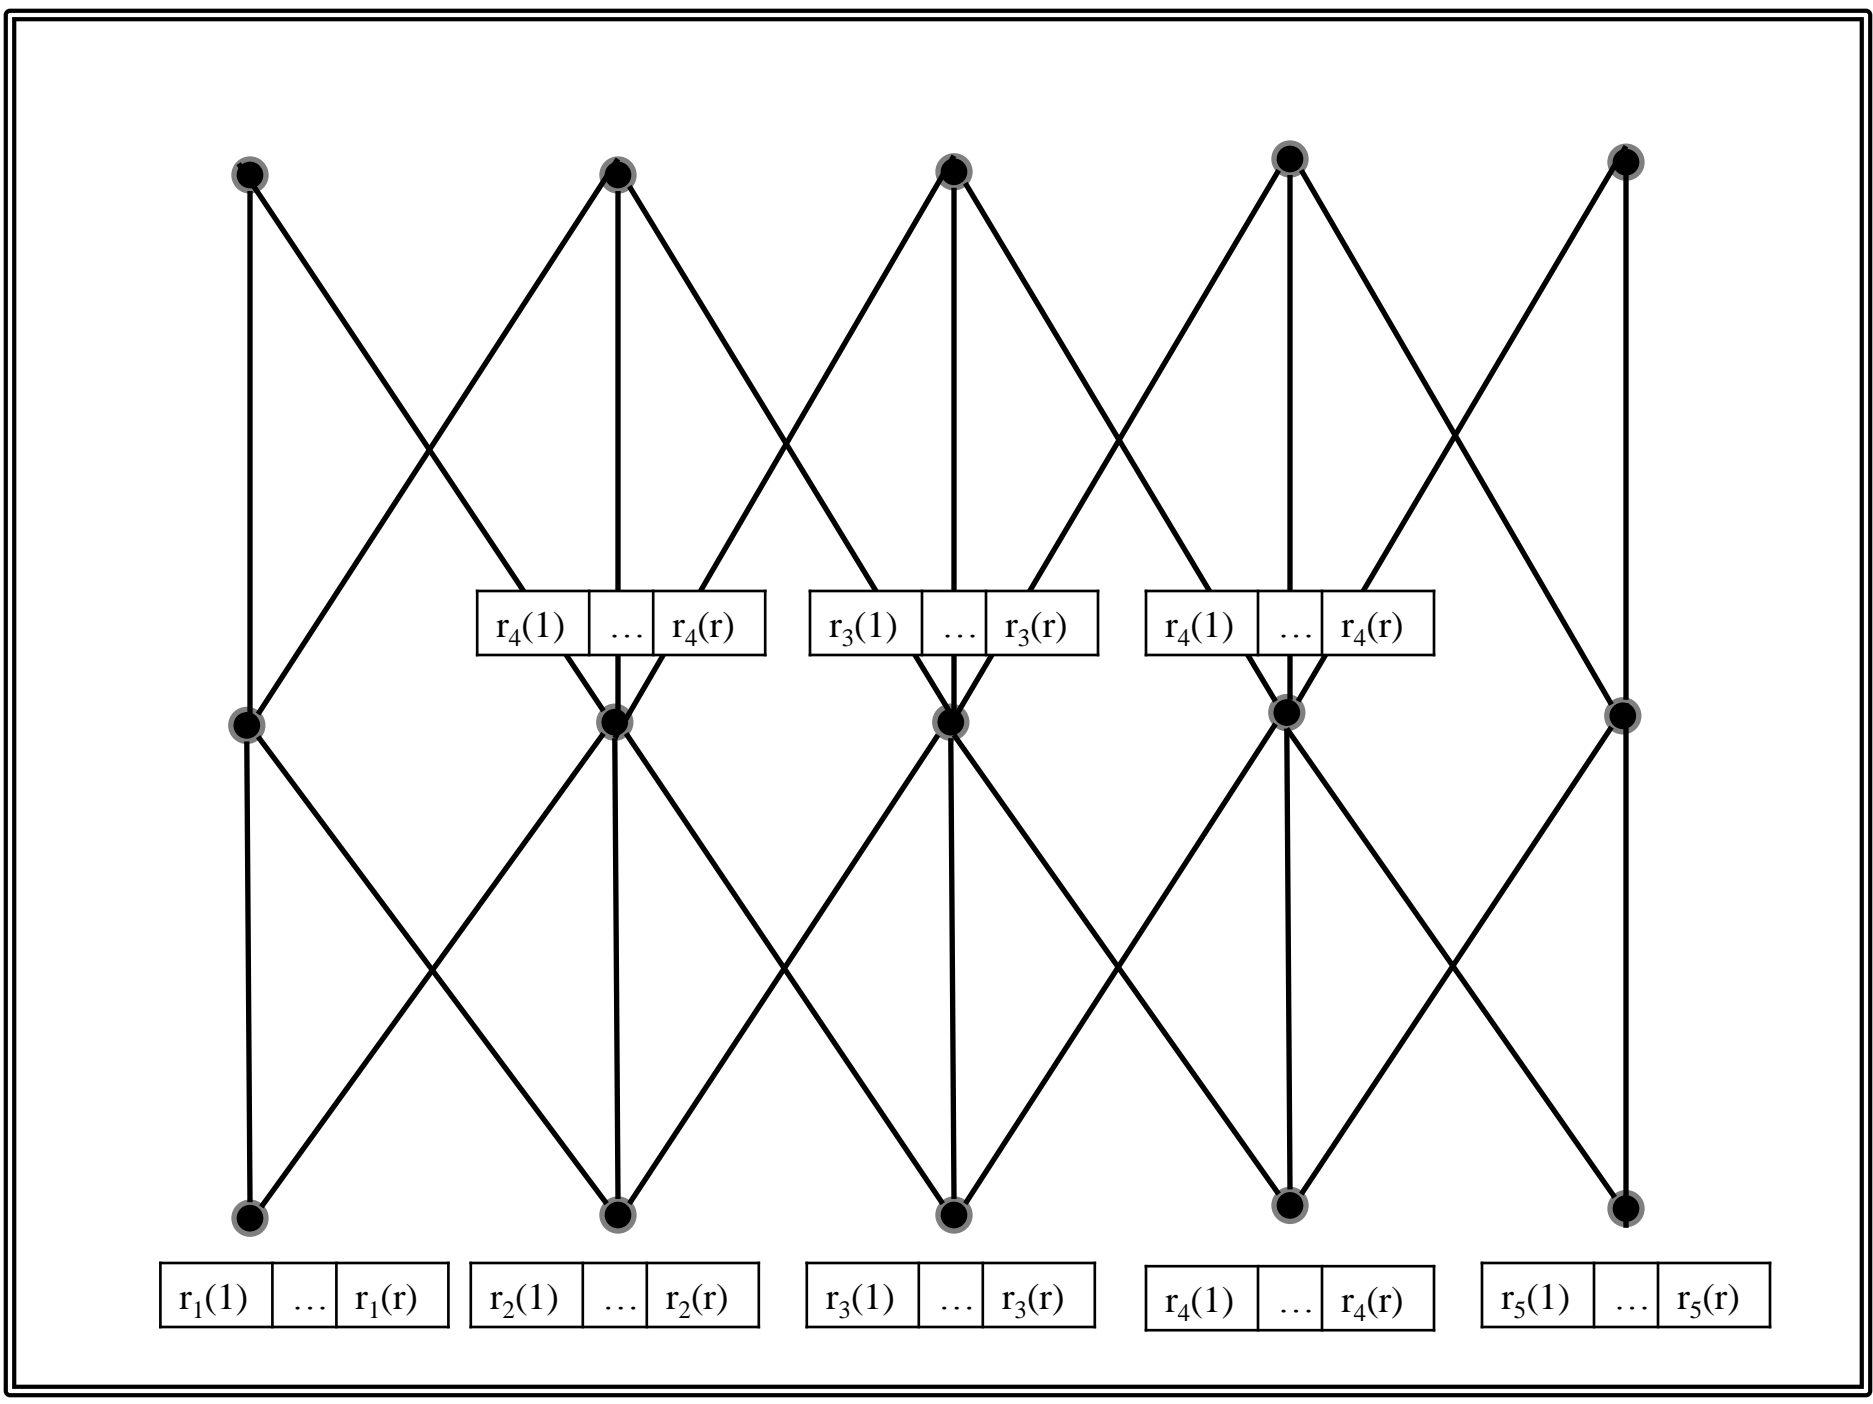 r₄(1) … r₄(r) r₃(1) … r₃(r) r₄(1) … r₄(r)
r₁(1) … r₁(r) r₂(1) … r₂(r) r₃(1) … r₃(r) r₄(1) … r₄(r) r₅(1) … r₅(r)